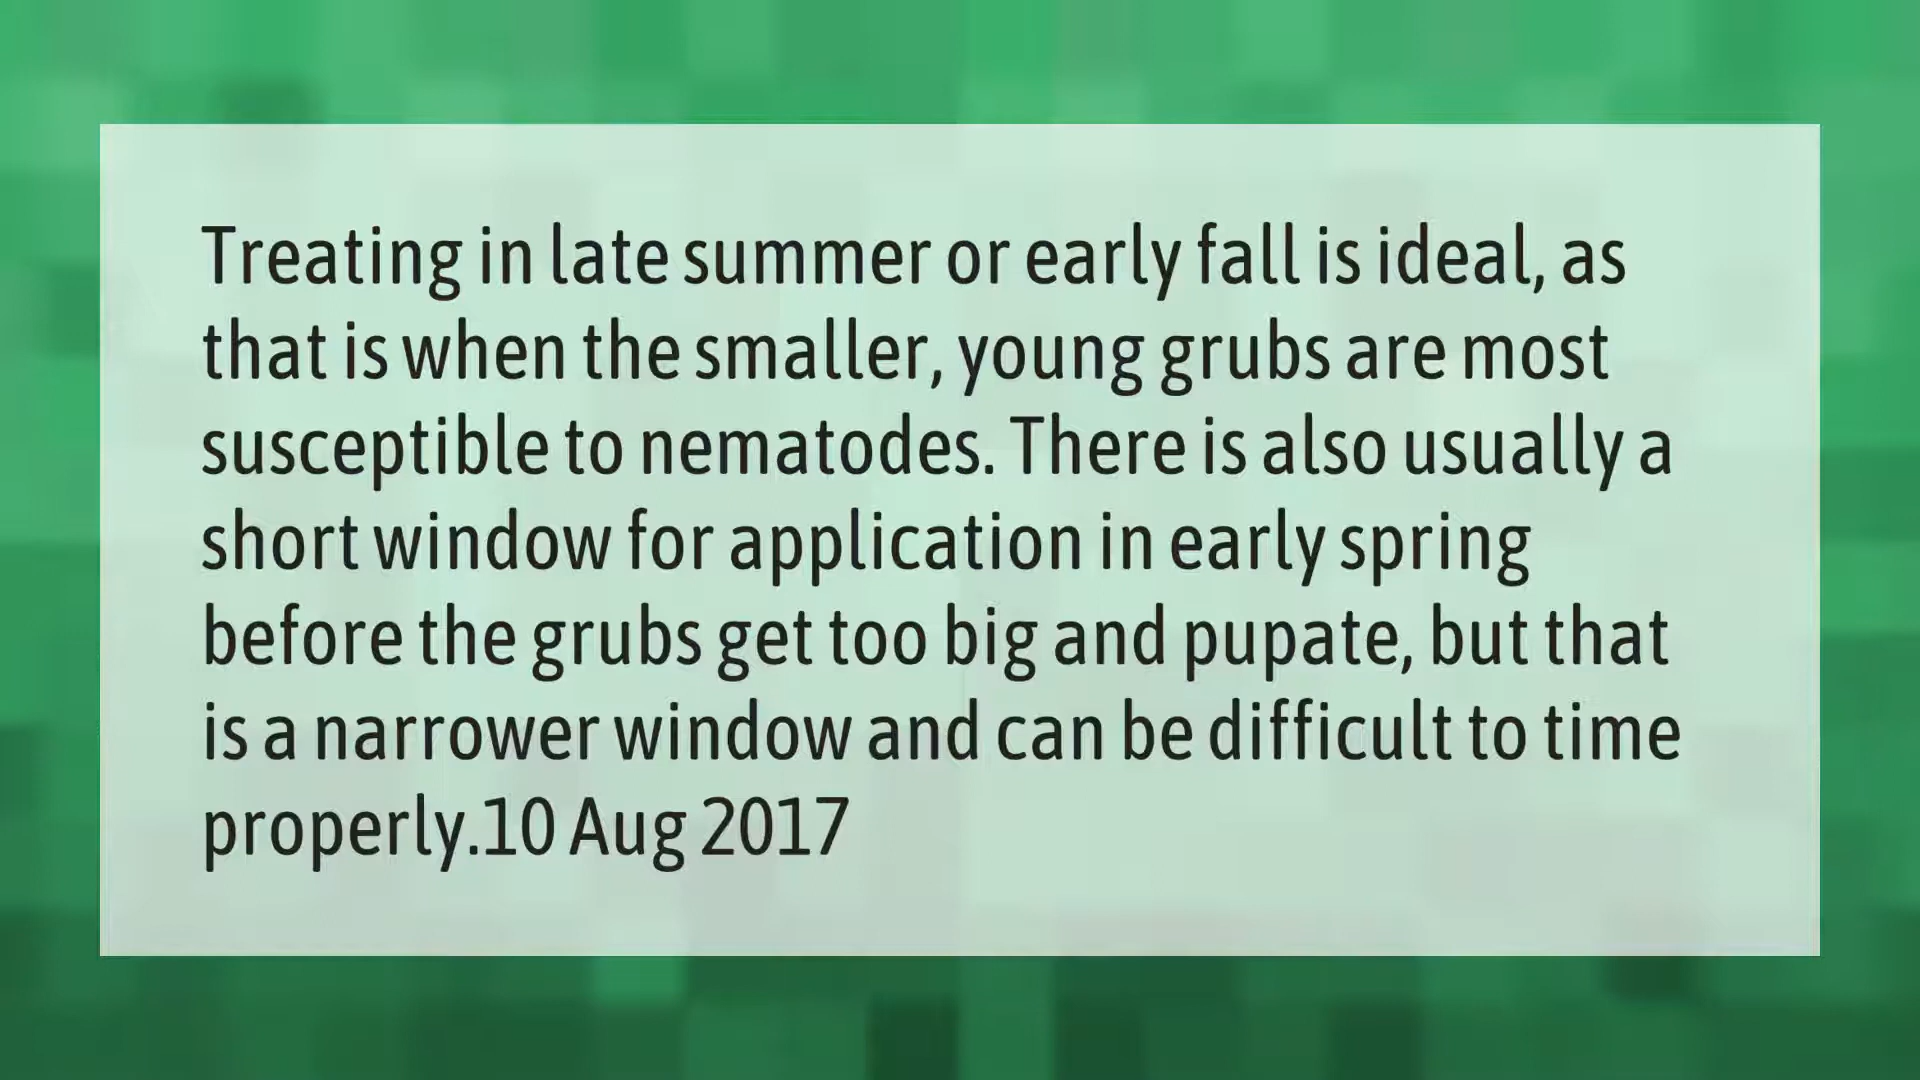 Treating in late summer or early fall is ideal, as
that is when the smaller, young grubs are most
susceptible to nematodes. There is also usually a
short window for application in early spring
before the grubs get too big and pupate, but that
is a narrower window and can be difficult to time
properly.10 Aug 2017